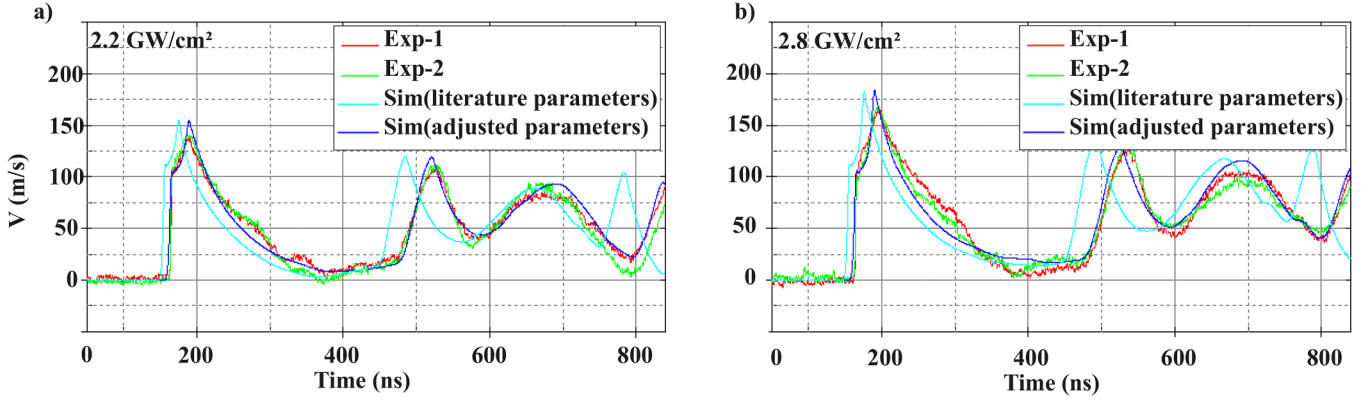 a)
2.2 GW/cm²
Exp-1
Exp-2
Sim(literature parameters)
Sim(adjusted parameters)
200
150
100
50
0
V (m/s)
0 200 400 600 800
Time (ns)
b)
2.8 GW/cm²
Exp-1
Exp-2
Sim(literature parameters)
Sim(adjusted parameters)
200
150
100
50
0
0 200 400 600 800
Time (ns)